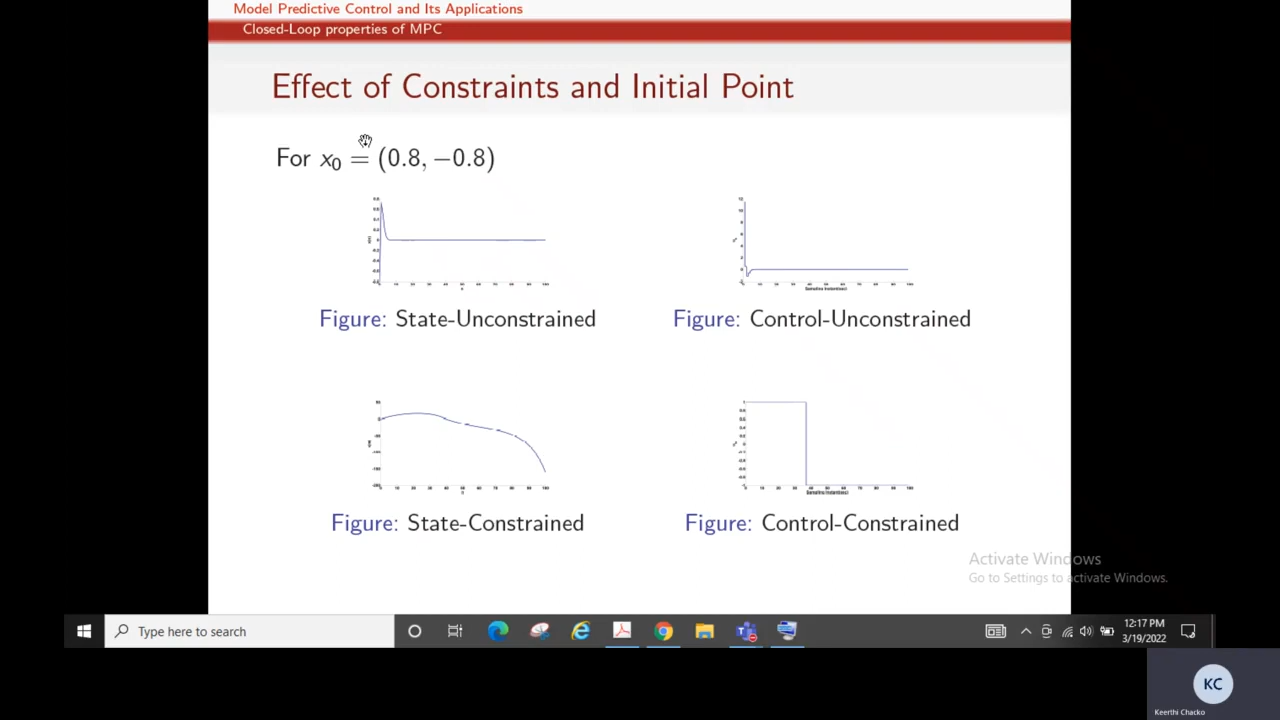 Model Predictive Control and Its Applications
Closed-Loop properties of MPC
Effect of Constraints and Initial Point
For x₀ = (0.8, −0.8)
Figure: State-Unconstrained
Figure: Control-Unconstrained
Figure: State-Constrained
Figure: Control-Constrained
Activate Windows
Go to Settings to activate Windows.
Type here to search
12:17 PM
3/19/2022
KC
Keerthi Chacko